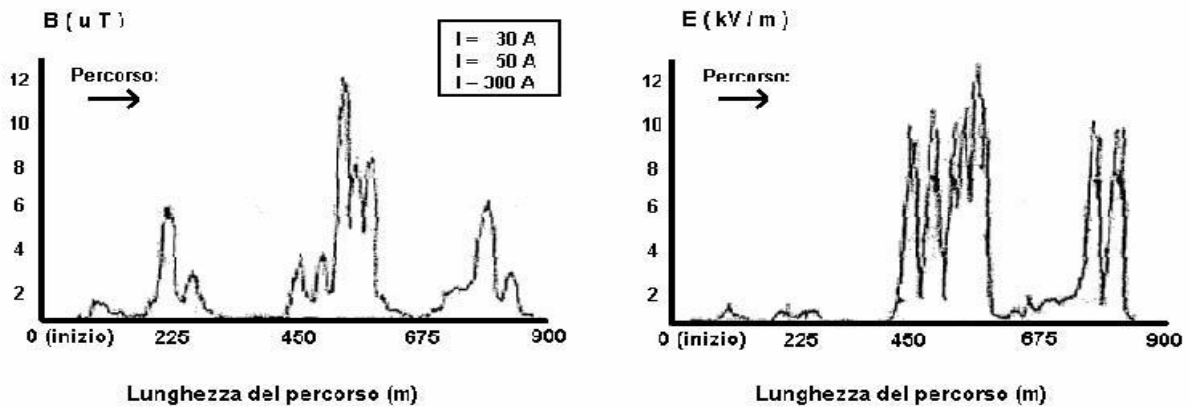 B ( u T )
I = 30 A
I = 50 A
I – 300 A
Percorso:
12
10
8
6
4
2
0 (inizio) 225 450 675 900
Lunghezza del percorso (m)
E ( kV / m )
Percorso:
12
10
8
6
4
2
0 (inizio) 225 450 675 900
Lunghezza del percorso (m)